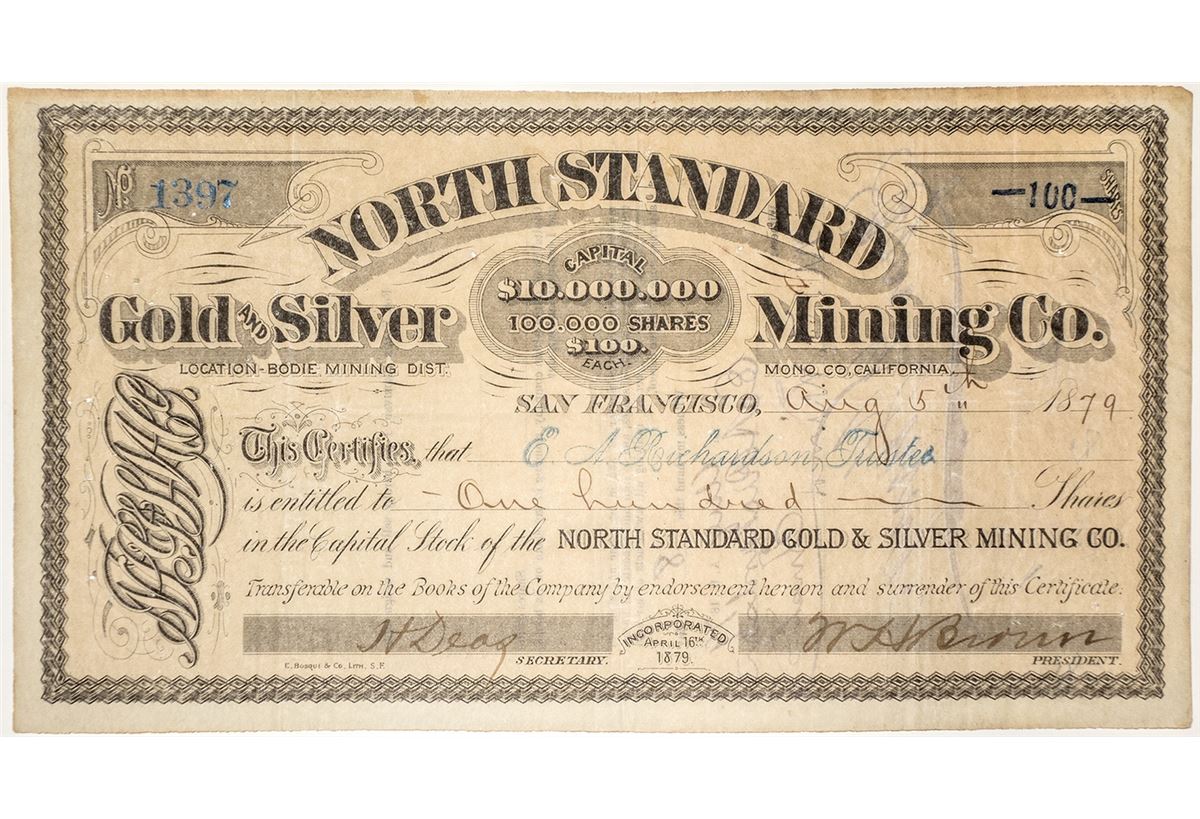 No 1397
—100— SHARES
NORTH STANDARD
Gold AND Silver Mining Co.
CAPITAL
$10.000.000
100.000 SHARES
$100.
EACH.
LOCATION-BODIE MINING DIST. MONO. CO, CALIFORNIA,
SAN FRANCISCO, Aug 5th 1879
This Certifies, that E A Richardson, Trustee
is entitled to One hundred Shares
in the Capital Stock of the NORTH STANDARD GOLD & SILVER MINING CO.
Transferable on the Books of the Company by endorsement hereon and surrender of this Certificate.
INCORPORATED
APRIL 16TH
1879.
H Deas SECRETARY.
W H Brown PRESIDENT.
E. BOSQUI & CO, LITH, S.F.